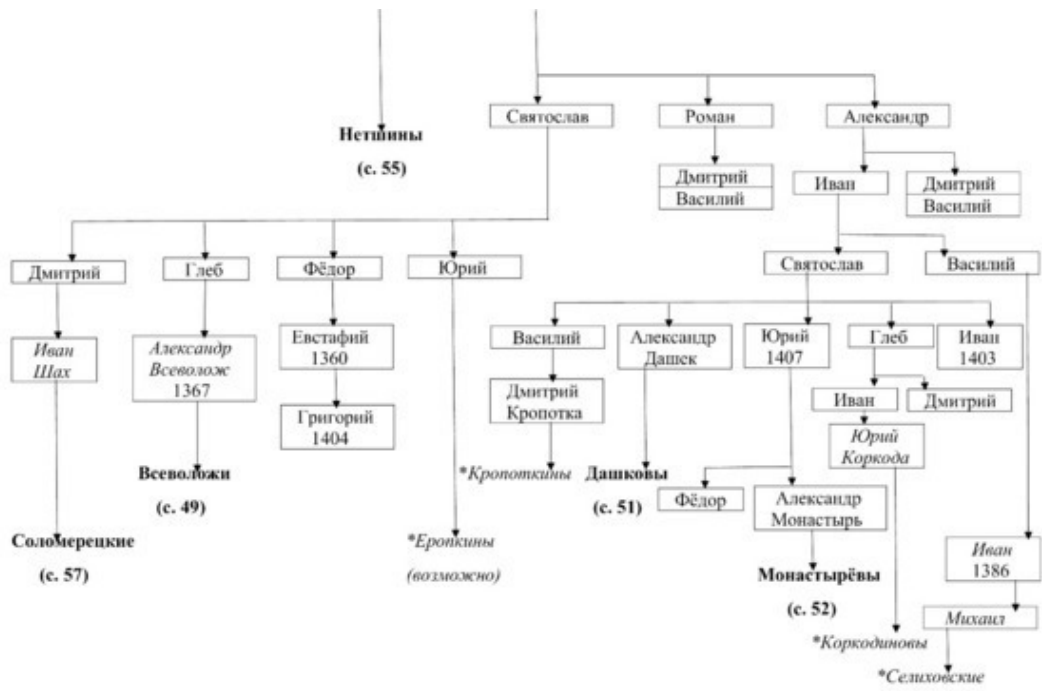 Святослав
Роман
Александр
Нетшины
(с. 55)
Дмитрий
Василий
Иван
Дмитрий
Василий
Дмитрий
Глеб
Фёдор
Юрий
Святослав
Василий
Иван
Шах
Александр
Всеволож
1367
Евстафий
1360
Василий
Александр
Дашек
Юрий
1407
Глеб
Иван
1403
Григорий
1404
Дмитрий
Кропотка
Иван
Дмитрий
Юрий
Коркода
Всеволожи
(с. 49)
*Кропоткины
Дашковы
(с. 51)
Фёдор
Александр
Монастырь
Соломерецкие
(с. 57)
*Еропкины
(возможно)
Иван
1386
Монастырёвы
(с. 52)
Михаил
*Коркодиновы
*Селиховские